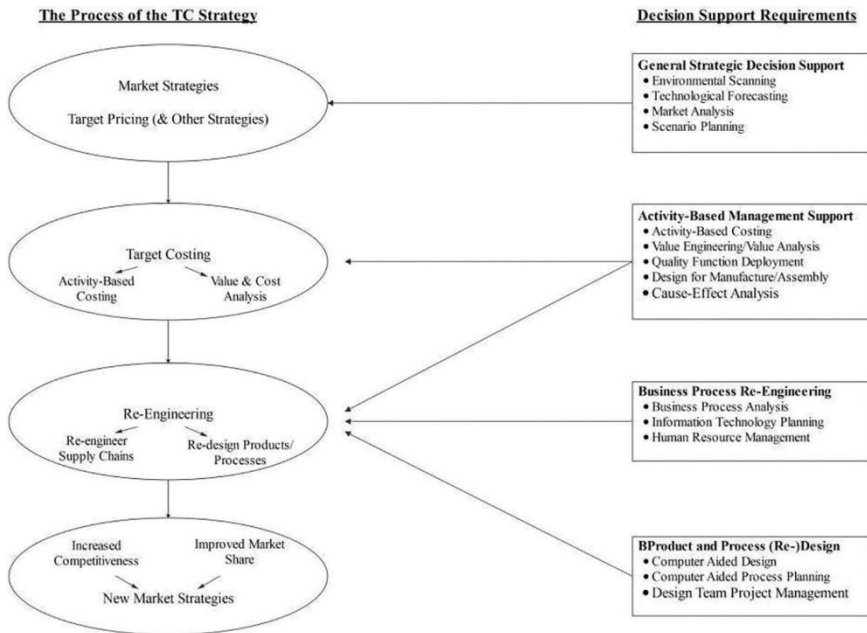 The Process of the TC Strategy
Market Strategies
Target Pricing (& Other Strategies)
Target Costing
Activity-Based
Costing
Value & Cost
Analysis
Re-Engineering
Re-engineer
Supply Chains
Re-design Products/
Processes
Increased
Competitiveness
Improved Market
Share
New Market Strategies
Decision Support Requirements
General Strategic Decision Support
• Environmental Scanning
• Technological Forecasting
• Market Analysis
• Scenario Planning
Activity-Based Management Support
• Activity-Based Costing
• Value Engineering/Value Analysis
• Quality Function Deployment
• Design for Manufacture/Assembly
• Cause-Effect Analysis
Business Process Re-Engineering
• Business Process Analysis
• Information Technology Planning
• Human Resource Management
BProduct and Process (Re-)Design
• Computer Aided Design
• Computer Aided Process Planning
• Design Team Project Management